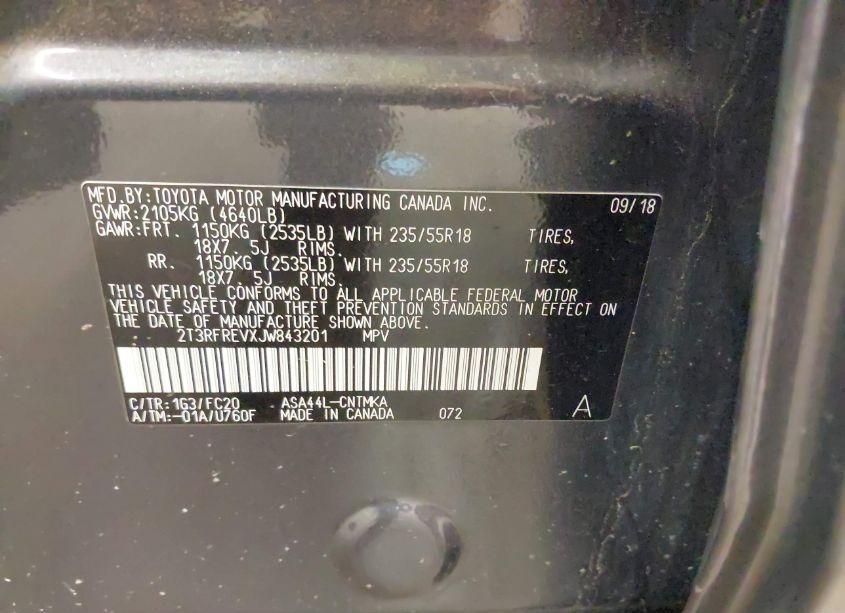 MFD.BY:TOYOTA MOTOR MANUFACTURING CANADA INC. 09/18
GVWR:2105KG (4640LB)
GAWR:FRT. 1150KG (2535LB) WITH 235/55R18 TIRES,
18X7. 5J RIMS.
RR. 1150KG (2535LB) WITH 235/55R18 TIRES,
18X7. 5J RIMS.
THIS VEHICLE CONFORMS TO ALL APPLICABLE FEDERAL MOTOR
VEHICLE SAFETY AND THEFT PREVENTION STANDARDS IN EFFECT ON
THE DATE OF MANUFACTURE SHOWN ABOVE.
2T3RFREVXJW843201 MPV
C/TR:1G3/FC20 ASA44L-CNTMKA
A/TM:-01A/U760F MADE IN CANADA 072 A